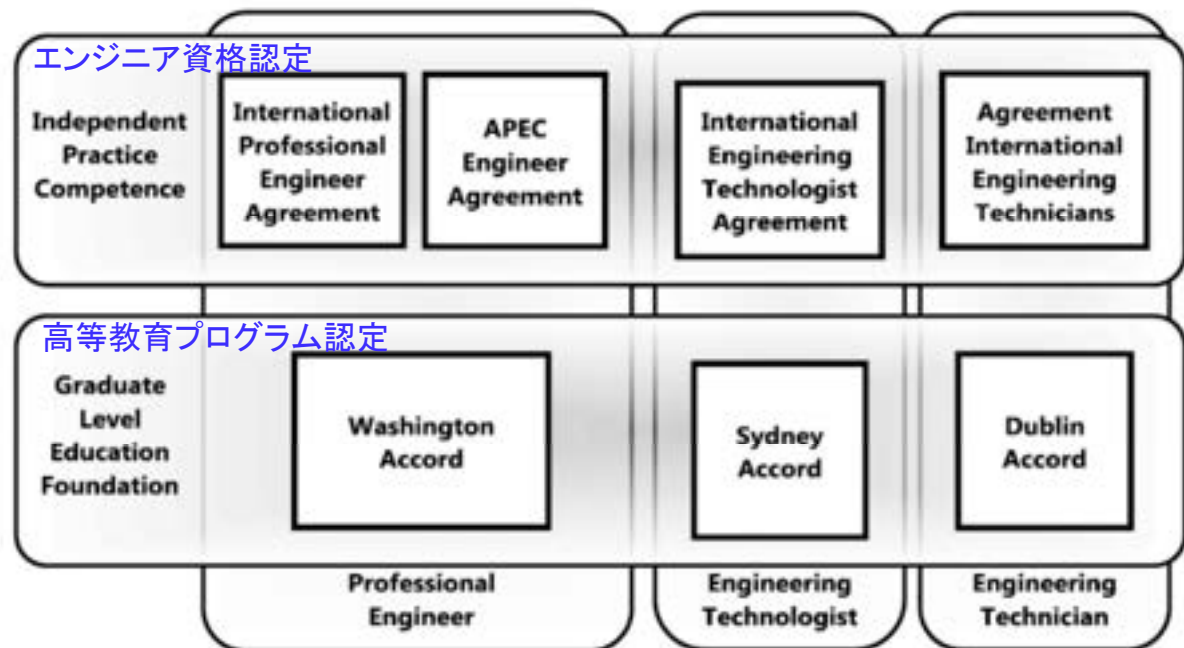 エンジニア資格認定
Independent
Practice
Competence
International
Professional
Engineer
Agreement
APEC
Engineer
Agreement
International
Engineering
Technologist
Agreement
Agreement
International
Engineering
Technicians
高等教育プログラム認定
Graduate
Level
Education
Foundation
Washington
Accord
Sydney
Accord
Dublin
Accord
Professional
Engineer
Engineering
Technologist
Engineering
Technician